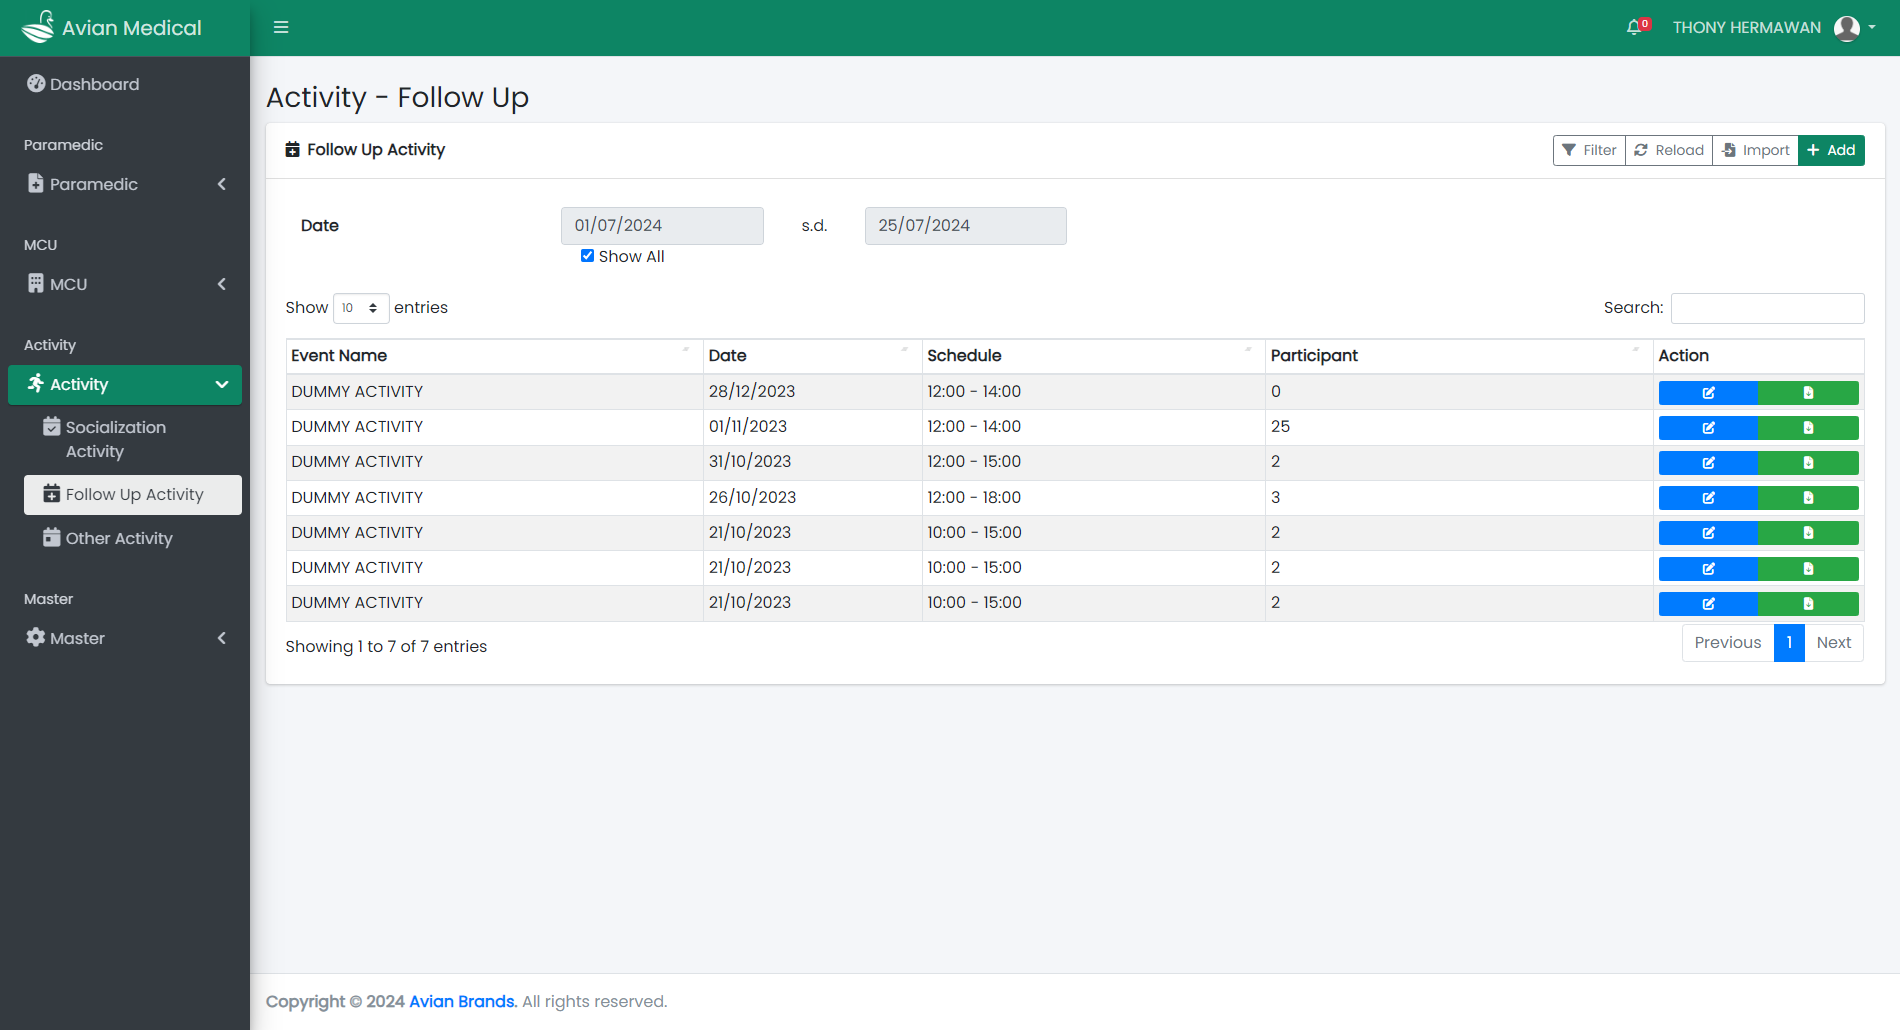 Avian Medical
0
THONY HERMAWAN
Dashboard
Paramedic
Paramedic
MCU
MCU
Activity
Activity
Socialization
Activity
Follow Up Activity
Other Activity
Master
Master
Activity - Follow Up
Follow Up Activity
Filter Reload Import Add
Date 01/07/2024 s.d. 25/07/2024
Show All
Show 10 entries Search:
Event Name Date Schedule Participant Action
DUMMY ACTIVITY 28/12/2023 12:00 - 14:00 0
DUMMY ACTIVITY 01/11/2023 12:00 - 14:00 25
DUMMY ACTIVITY 31/10/2023 12:00 - 15:00 2
DUMMY ACTIVITY 26/10/2023 12:00 - 18:00 3
DUMMY ACTIVITY 21/10/2023 10:00 - 15:00 2
DUMMY ACTIVITY 21/10/2023 10:00 - 15:00 2
DUMMY ACTIVITY 21/10/2023 10:00 - 15:00 2
Showing 1 to 7 of 7 entries Previous 1 Next
Copyright © 2024 Avian Brands. All rights reserved.